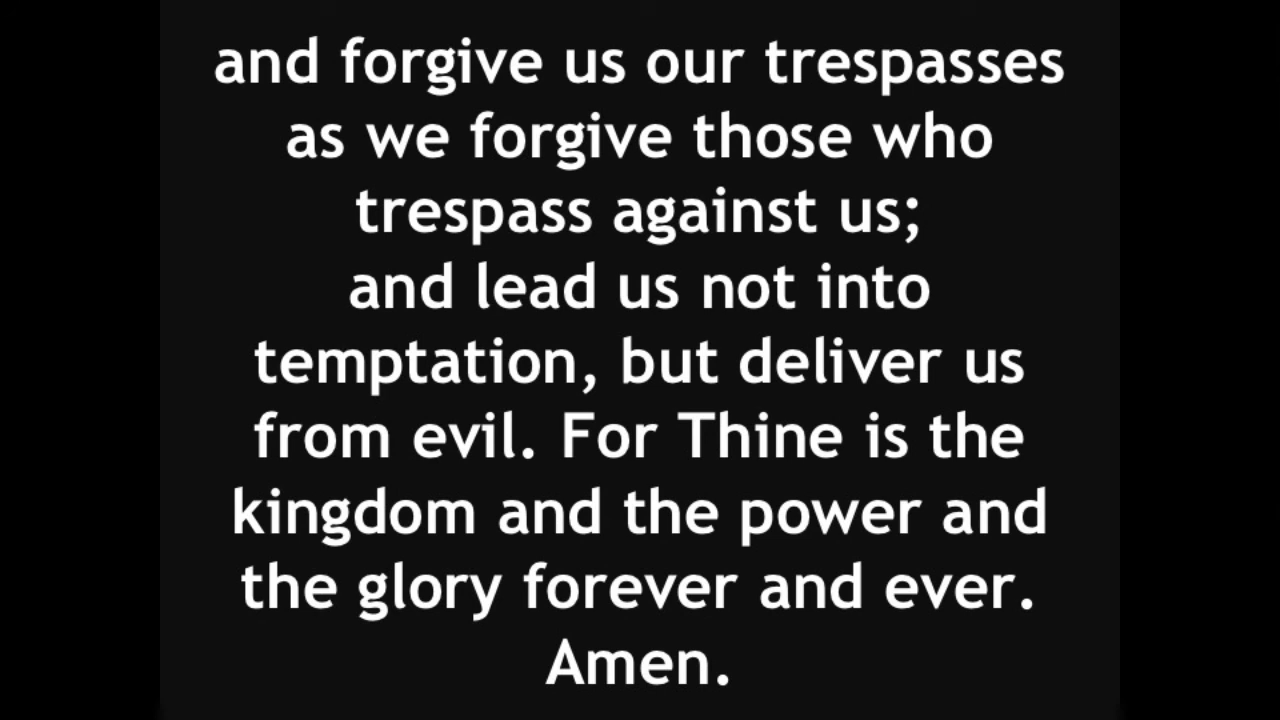 and forgive us our trespasses
as we forgive those who
trespass against us;
and lead us not into
temptation, but deliver us
from evil. For Thine is the
kingdom and the power and
the glory forever and ever.
Amen.